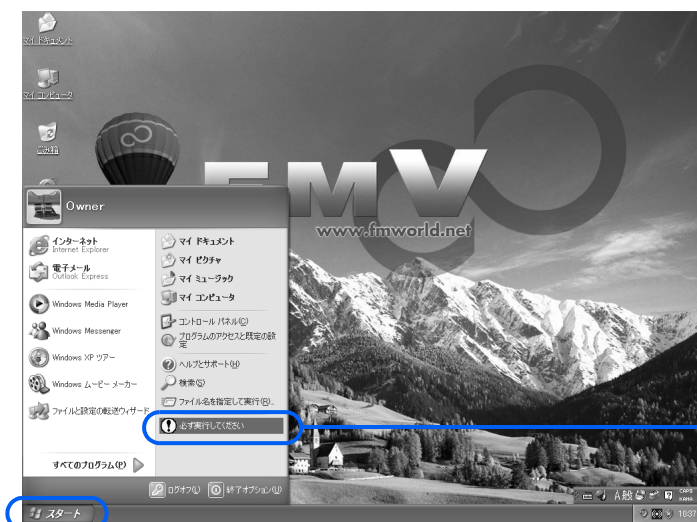 マイ ドキュメント
マイ コンピュータ
ごみ箱
FMV
www.fmworld.net
Owner
インターネット
Internet Explorer
電子メール
Outlook Express
Windows Media Player
Windows Messenger
Windows XP ツアー
Windows ムービー メーカー
ファイルと設定の転送ウィザード
すべてのプログラム(P)
マイ ドキュメント
マイ ピクチャ
マイ ミュージック
マイ コンピュータ
コントロール パネル(C)
プログラムのアクセスと既定の設
定
ヘルプとサポート(H)
検索(S)
ファイル名を指定して実行(R)...
必ず実行してください
ログオフ(L)
終了オプション(U)
スタート
A 般
CAPS
KANA
10:37